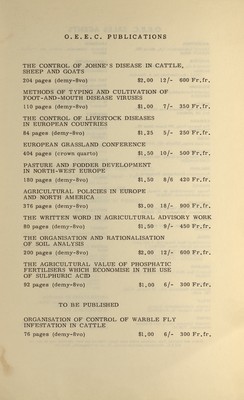 O.E.E.C. PUBLICATIONS
THE CONTROL OF JOHNE'S DISEASE IN CATTLE,
SHEEP AND GOATS
204 pages (demy-8vo) $2,00 12/- 600 Fr.fr.
METHODS OF TYPING AND CULTIVATION OF
FOOT-AND-MOUTH DISEASE VIRUSES
110 pages (demy-8vo) $1,00 7/- 350 Fr.fr.
THE CONTROL OF LIVESTOCK DISEASES
IN EUROPEAN COUNTRIES
84 pages (demy-8vo) $1,25 5/- 250 Fr.fr.
EUROPEAN GRASSLAND CONFERENCE
404 pages (crown quarto) $1,50 10/- 500 Fr.fr.
PASTURE AND FODDER DEVELOPMENT
IN NORTH-WEST EUROPE
180 pages (demy-8vo) $1,50 8/6 420 Fr.fr.
AGRICULTURAL POLICIES IN EUROPE
AND NORTH AMERICA
376 pages (demy-8vo) $3,00 18/- 900 Fr.fr.
THE WRITTEN WORD IN AGRICULTURAL ADVISORY WORK
80 pages (demy-8vo) $1,50 9/- 450 Fr.fr.
THE ORGANISATION AND RATIONALISATION
OF SOIL ANALYSIS
200 pages (demy-8vo) $2,00 12/- 600 Fr.fr.
THE AGRICULTURAL VALUE OF PHOSPHATIC
FERTILISERS WHICH ECONOMISE IN THE USE
OF SULPHURIC ACID
92 pages (demy-8vo) $1,00 6/- 300 Fr.fr.
TO BE PUBLISHED
ORGANISATION OF CONTROL OF WARBLE FLY
INFESTATION IN CATTLE
76 pages (demy-8vo) $1,00 6/- 300 Fr.fr.